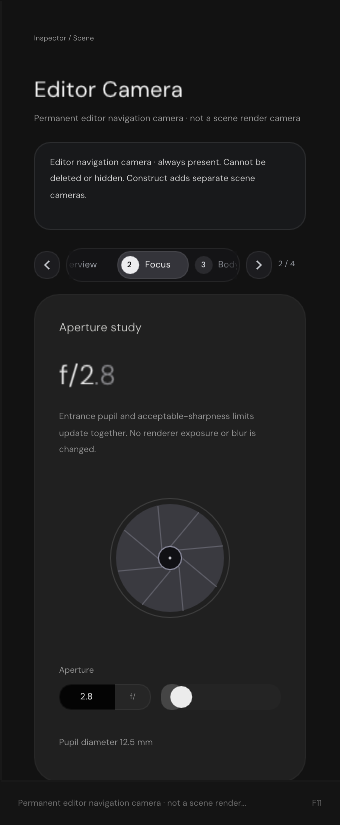 Inspector / Scene
Editor Camera
Permanent editor navigation camera · not a scene render camera
Editor navigation camera · always present. Cannot be
deleted or hidden. Construct adds separate scene
cameras.
erview 2 Focus 3 Bod 2 / 4
Aperture study
f/2.8
Entrance pupil and acceptable-sharpness limits
update together. No renderer exposure or blur is
changed.
Aperture
2.8 f/
Pupil diameter 12.5 mm
Permanent editor navigation camera · not a scene render... F11